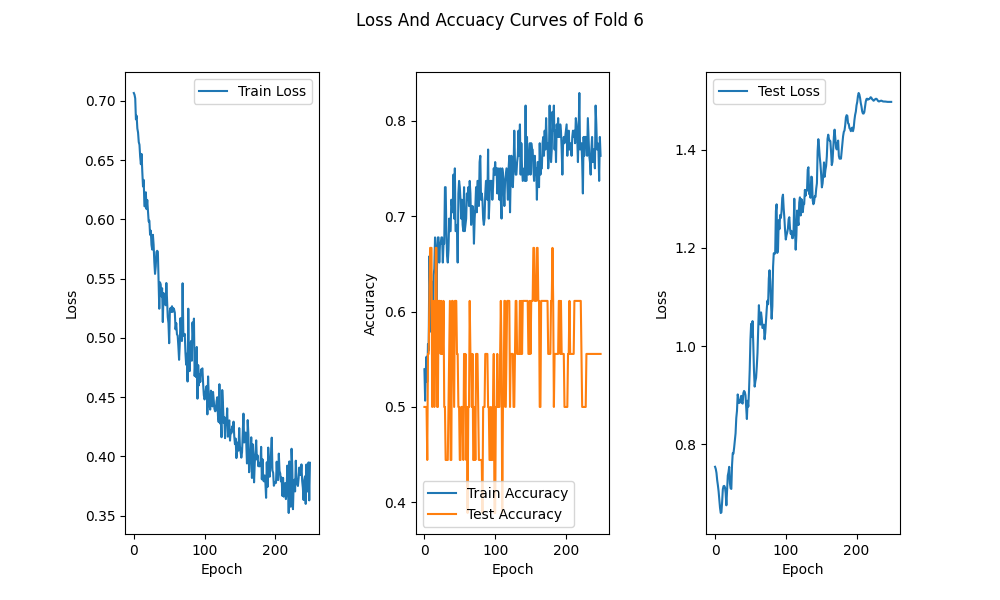 Loss And Accuacy Curves of Fold 6
Train Loss
Loss
0.70
0.65
0.60
0.55
0.50
0.45
0.40
0.35
0
100
200
Epoch
Accuracy
0.8
0.7
0.6
0.5
0.4
Train Accuracy
Test Accuracy
0
100
200
Epoch
Test Loss
Loss
1.4
1.2
1.0
0.8
0
100
200
Epoch